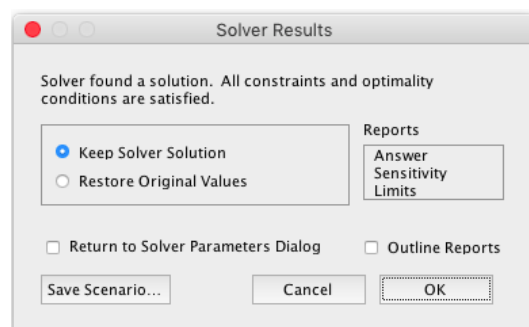 Solver Results
Solver found a solution. All constraints and optimality
conditions are satisfied.
Keep Solver Solution
Restore Original Values
Reports
Answer
Sensitivity
Limits
Return to Solver Parameters Dialog
Outline Reports
Save Scenario...
Cancel
OK